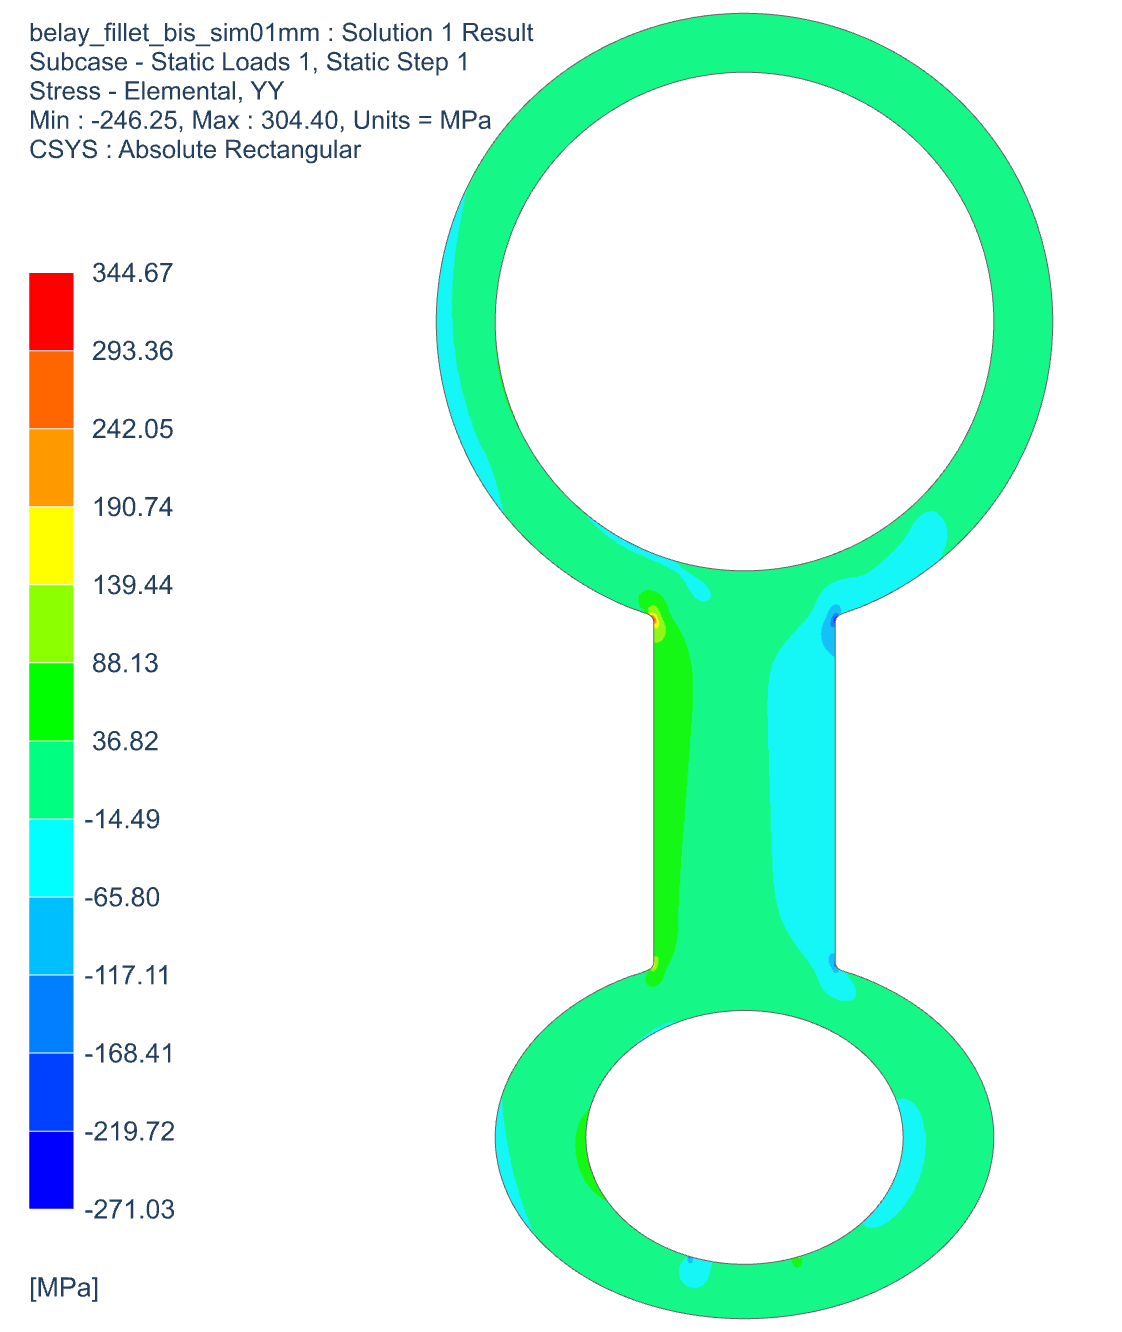 belay_fillet_bis_sim01mm : Solution 1 Result
Subcase - Static Loads 1, Static Step 1
Stress - Elemental, YY
Min : -246.25, Max : 304.40, Units = MPa
CSYS : Absolute Rectangular
344.67
293.36
242.05
190.74
139.44
88.13
36.82
-14.49
-65.80
-117.11
-168.41
-219.72
-271.03
[MPa]